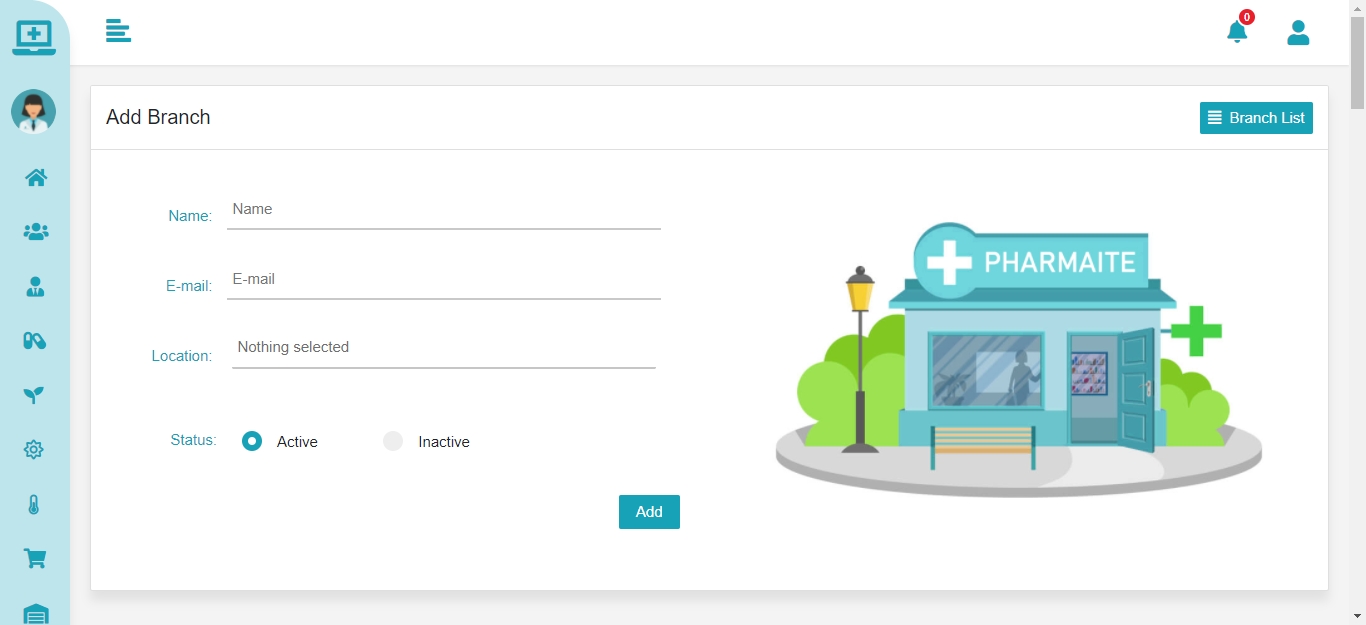 0
Add Branch
Branch List
Name:
Name
E-mail:
E-mail
Location:
Nothing selected
Status:
Active
Inactive
Add
PHARMAITE